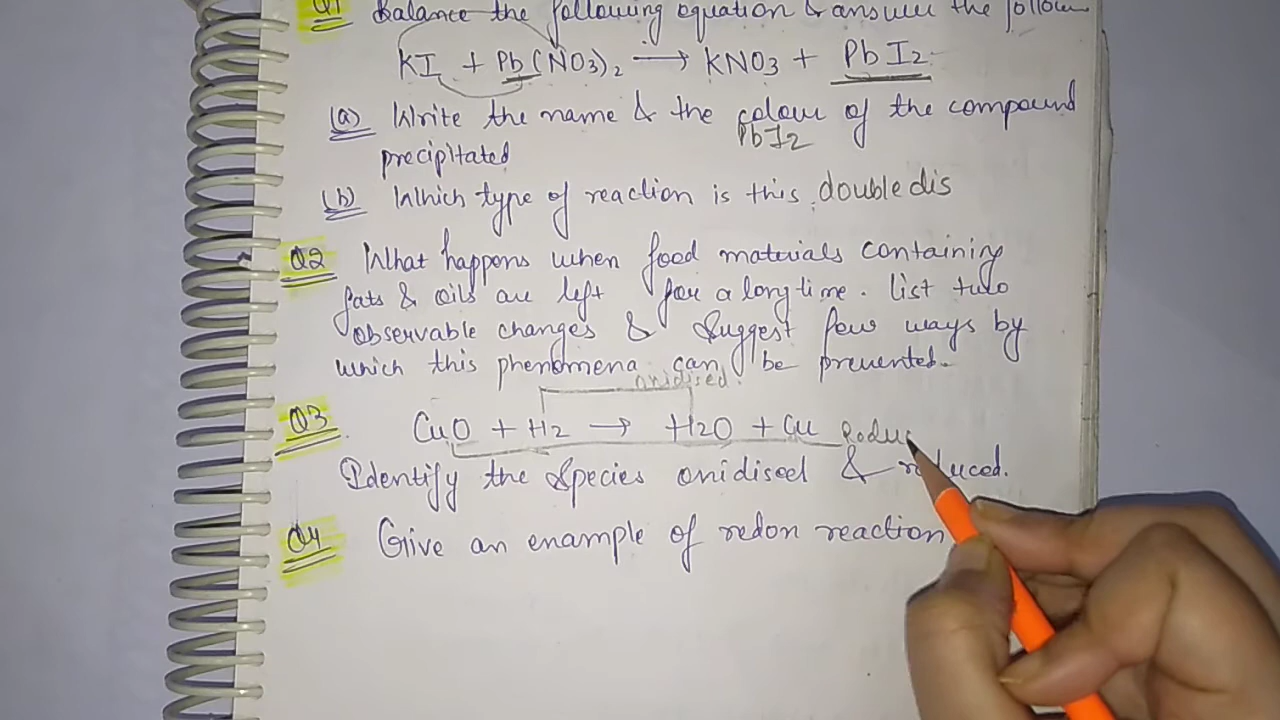 Q1 Balance the following equation & answer the follow
KI + Pb(NO3)2 → KNO3 + PbI2
(a) Write the name & the colour of the compound
PbI2
precipitated
(b) Which type of reaction is this. double dis
Q2 What happens when food materials containing
fats & oils are left for a long time. List two
observable changes & Suggest few ways by
which this phenomena can be prevented.
oxidised.
Q3 CuO + H2 → H2O + Cu Reduc
Identify the Species oxidised & reduced.
Q4 Give an example of redox reaction